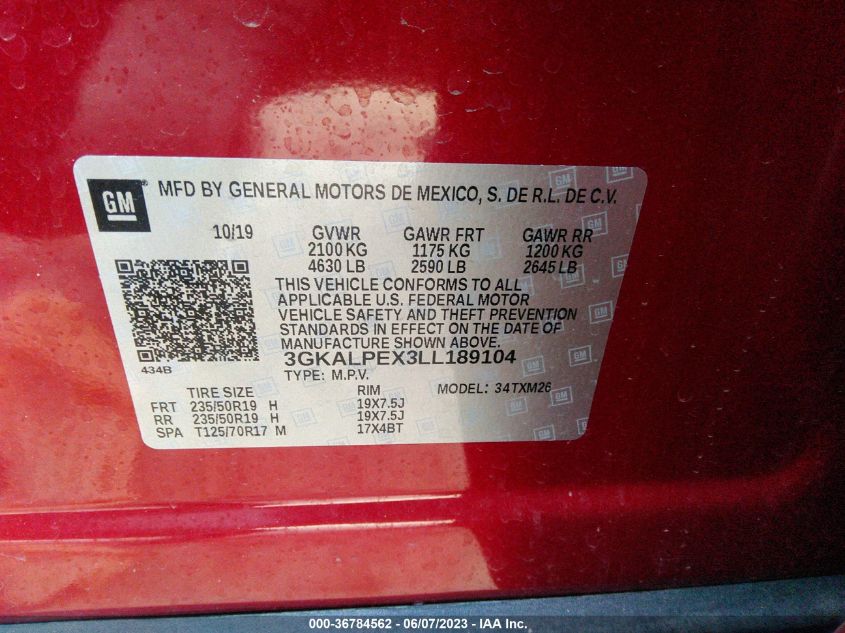 GM ® MFD BY GENERAL MOTORS DE MEXICO, S. DE R.L. DE C.V.
10/19 GVWR GAWR FRT GAWR RR
2100 KG 1175 KG 1200 KG
4630 LB 2590 LB 2645 LB
THIS VEHICLE CONFORMS TO ALL
APPLICABLE U.S. FEDERAL MOTOR
VEHICLE SAFETY AND THEFT PREVENTION
STANDARDS IN EFFECT ON THE DATE OF
MANUFACTURE SHOWN ABOVE.
434B 3GKALPEX3LL189104
TYPE: M.P.V. MODEL: 34TXM26
TIRE SIZE RIM
FRT 235/50R19 H 19X7.5J
RR 235/50R19 H 19X7.5J
SPA T125/70R17 M 17X4BT
000-36784562 - 06/07/2023 - IAA Inc.